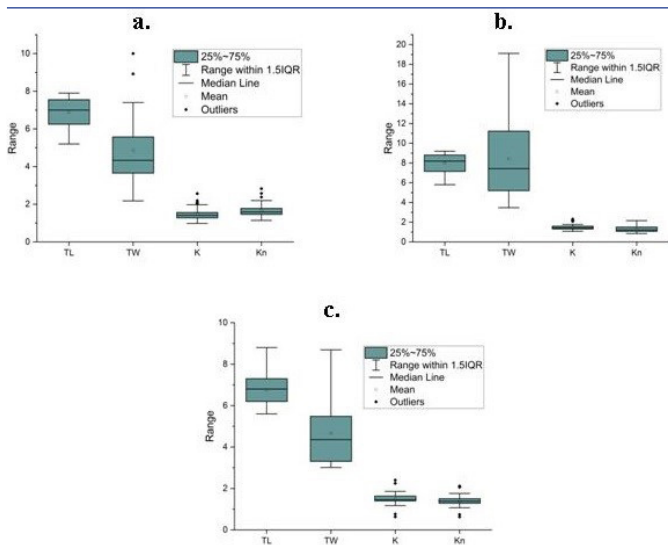 a.
10
8
6
4
2
0
Range
25%~75%
Range within 1.5IQR
Median Line
Mean
Outliers
TL TW K Kn
b.
20
18
16
14
12
10
8
6
4
2
0
Range
25%~75%
Range within 1.5IQR
Median Line
Mean
Outliers
TL TW K Kn
c.
10
8
6
4
2
0
Range
25%~75%
Range within 1.5IQR
Median Line
Mean
Outliers
TL TW K Kn